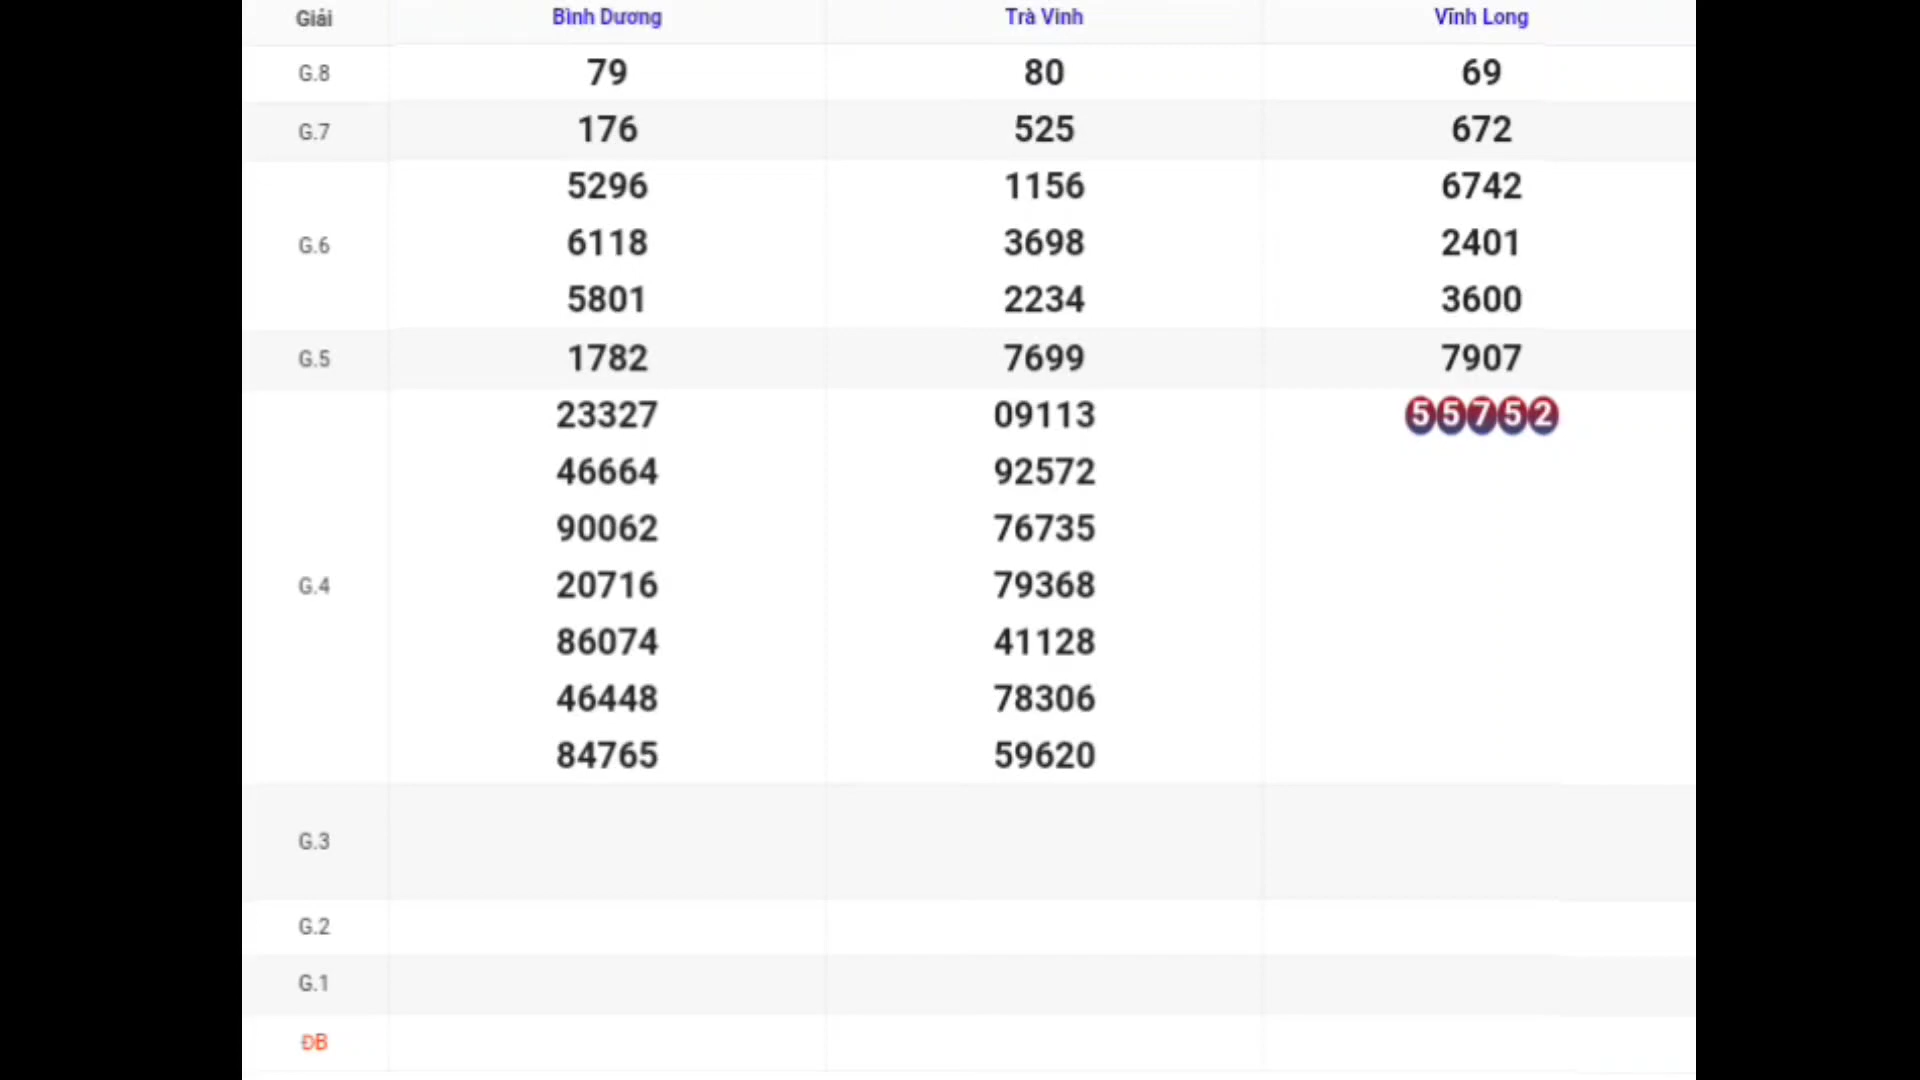 Giải Bình Dương Trà Vinh Vĩnh Long
G.8 79 80 69
G.7 176 525 672
5296 1156 6742
G.6 6118 3698 2401
5801 2234 3600
G.5 1782 7699 7907
23327 09113 55752
46664 92572
90062 76735
G.4 20716 79368
86074 41128
46448 78306
84765 59620
G.3
G.2
G.1
ĐB